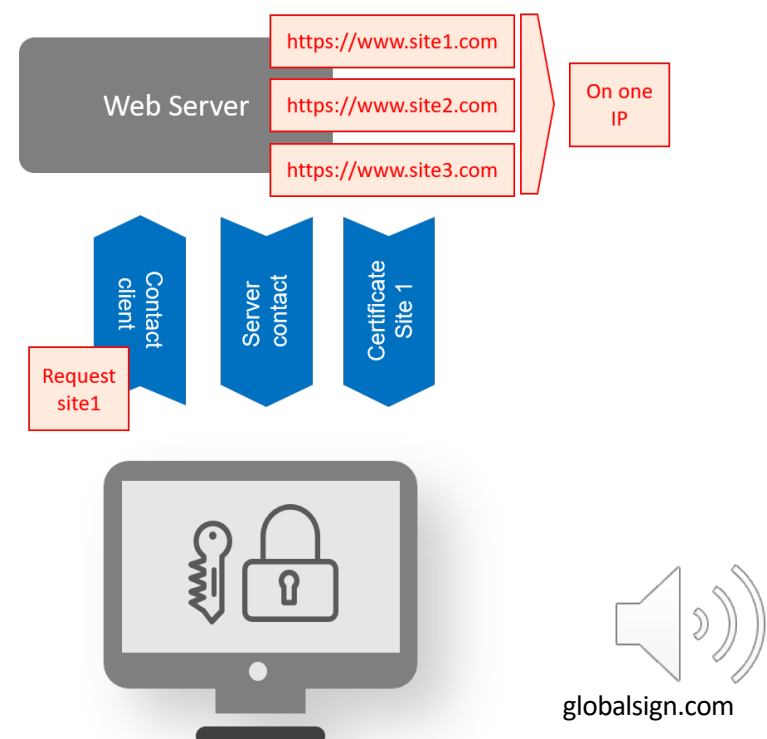 https://www.site1.com
Web Server
https://www.site2.com
On one
IP
https://www.site3.com
Contact
client
Server
contact
Certificate
Site 1
Request
site1
globalsign.com